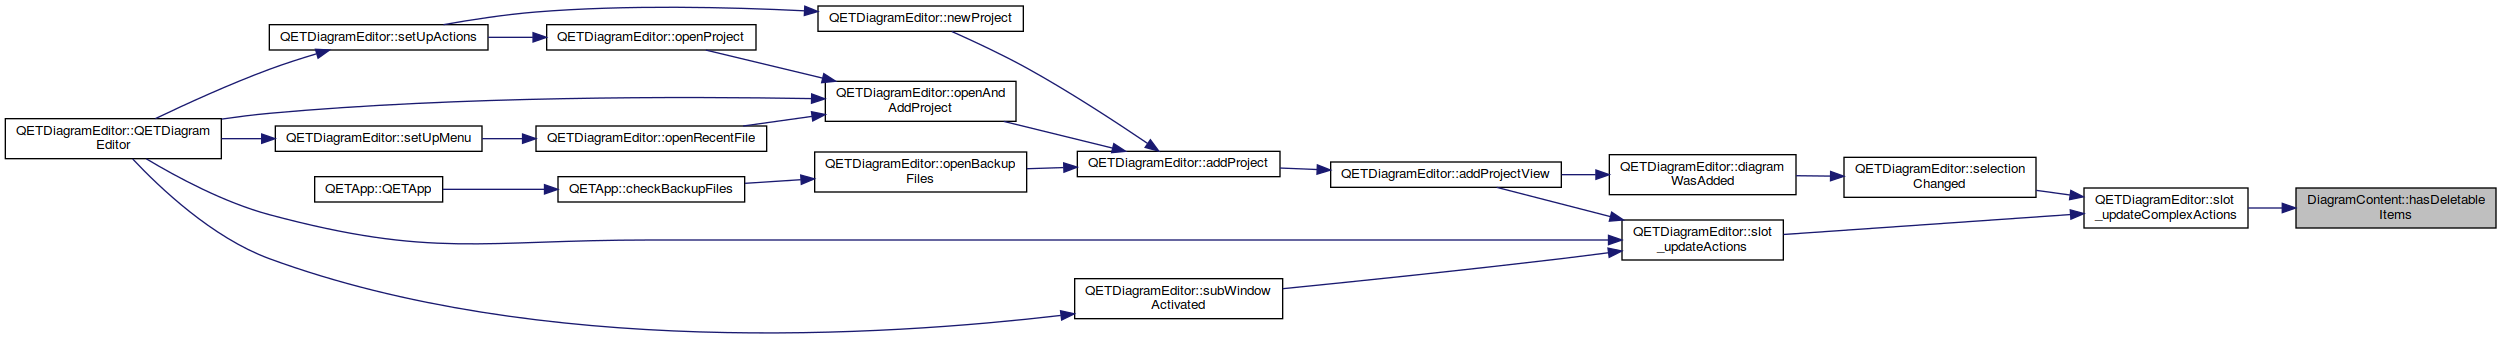 QETDiagramEditor::newProject
QETDiagramEditor::setUpActions
QETDiagramEditor::openProject
QETDiagramEditor::openAnd
AddProject
QETDiagramEditor::QETDiagram
Editor
QETDiagramEditor::setUpMenu
QETDiagramEditor::openRecentFile
QETDiagramEditor::addProject
QETDiagramEditor::openBackup
Files
QETApp::QETApp
QETApp::checkBackupFiles
QETDiagramEditor::addProjectView
QETDiagramEditor::diagram
WasAdded
QETDiagramEditor::selection
Changed
QETDiagramEditor::slot
_updateComplexActions
DiagramContent::hasDeletable
Items
QETDiagramEditor::slot
_updateActions
QETDiagramEditor::subWindow
Activated